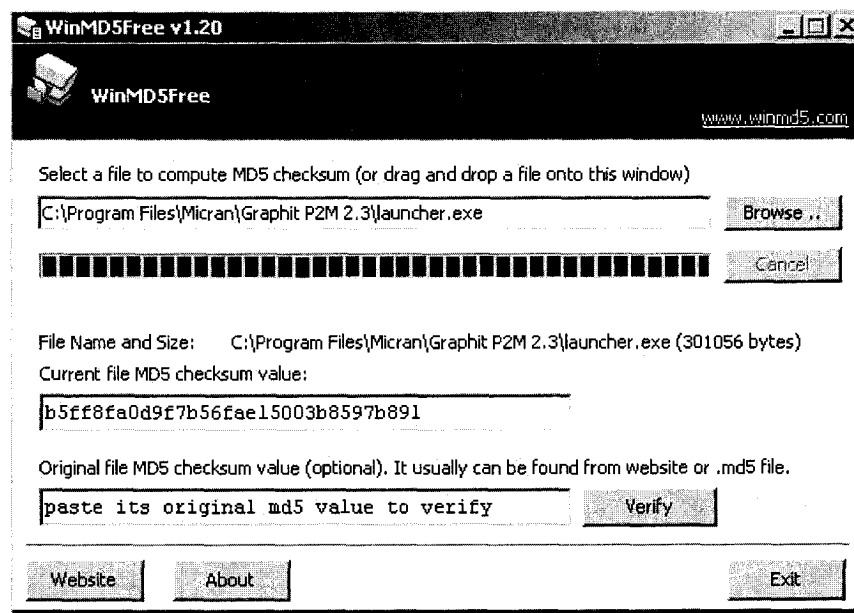 WinMD5Free v1.20
WinMD5Free
www.winmd5.com
Select a file to compute MD5 checksum (or drag and drop a file onto this window)
C:\Program Files\Micran\Graphit P2M 2.3\launcher.exe
Browse ..
Cancel
File Name and Size: C:\Program Files\Micran\Graphit P2M 2.3\launcher.exe (301056 bytes)
Current file MD5 checksum value:
b5ff8fa0d9f7b56fae15003b8597b891
Original file MD5 checksum value (optional). It usually can be found from website or .md5 file.
paste its original md5 value to verify
Verify
Website
About
Exit